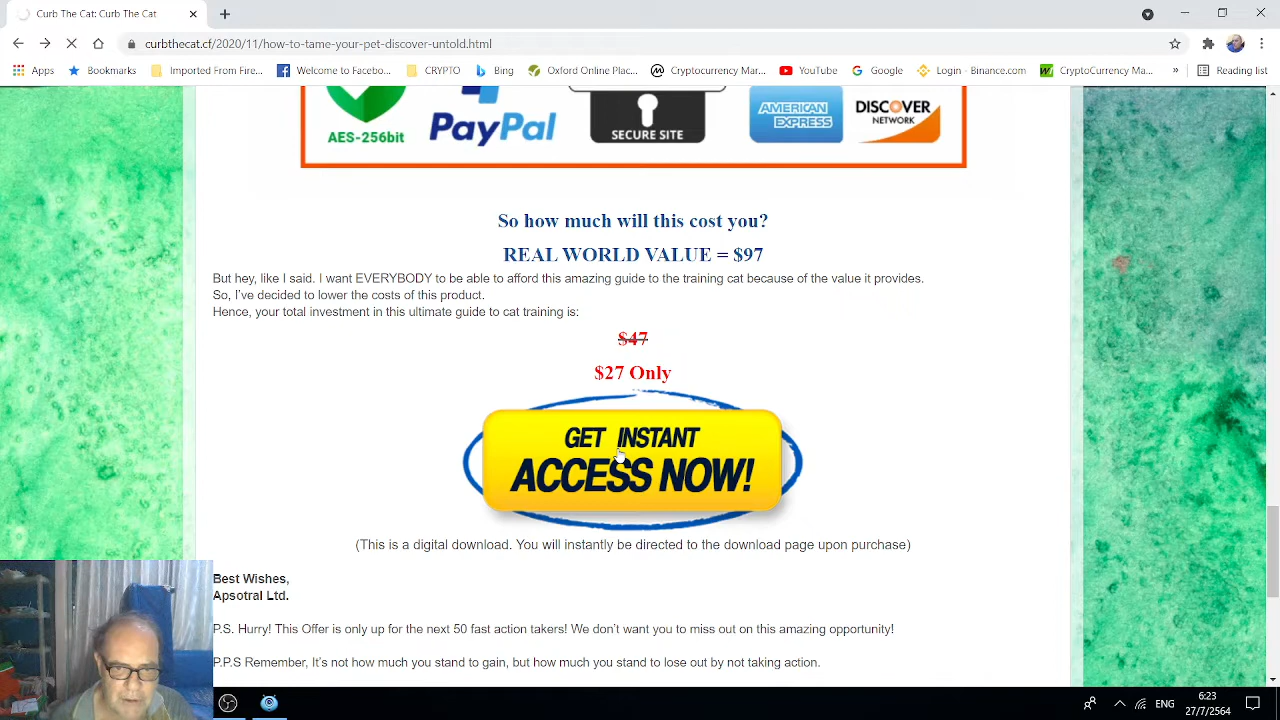 Curb The Cat: Curb The Cat
curbthecat.cf/2020/11/how-to-tame-your-pet-discover-untold.html
Apps Bookmarks Imported From Fire... Welcome to Facebo... CRYPTO Bing Oxford Online Plac... Cryptocurrency Mar... YouTube Google Login · Binance.com CryptoCurrency Mar... » Reading list
AES-256bit PayPal SECURE SITE AMERICAN EXPRESS DISCOVER NETWORK
So how much will this cost you?
REAL WORLD VALUE = $97
But hey, like I said. I want EVERYBODY to be able to afford this amazing guide to the training cat because of the value it provides.
So, I've decided to lower the costs of this product.
Hence, your total investment in this ultimate guide to cat training is:
$47
$27 Only
GET INSTANT
ACCESS NOW!
(This is a digital download. You will instantly be directed to the download page upon purchase)
Best Wishes,
Apsotral Ltd.
P.S. Hurry! This Offer is only up for the next 50 fast action takers! We don't want you to miss out on this amazing opportunity!
P.P.S Remember, It's not how much you stand to gain, but how much you stand to lose out by not taking action.
ENG
6:23
27/7/2564